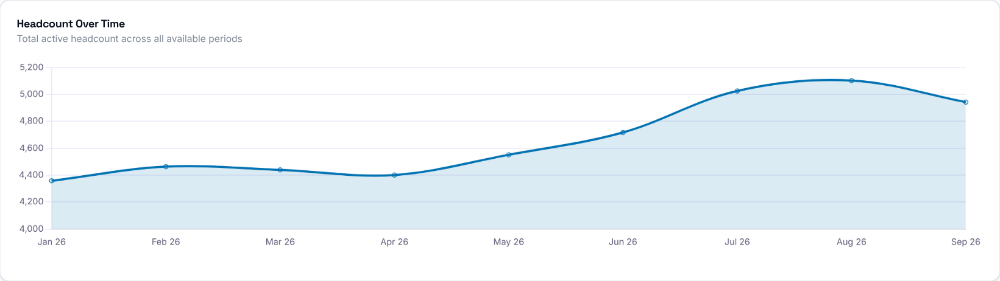 Headcount Over Time
Total active headcount across all available periods
5,200
5,000
4,800
4,600
4,400
4,200
4,000
Jan 26 Feb 26 Mar 26 Apr 26 May 26 Jun 26 Jul 26 Aug 26 Sep 26